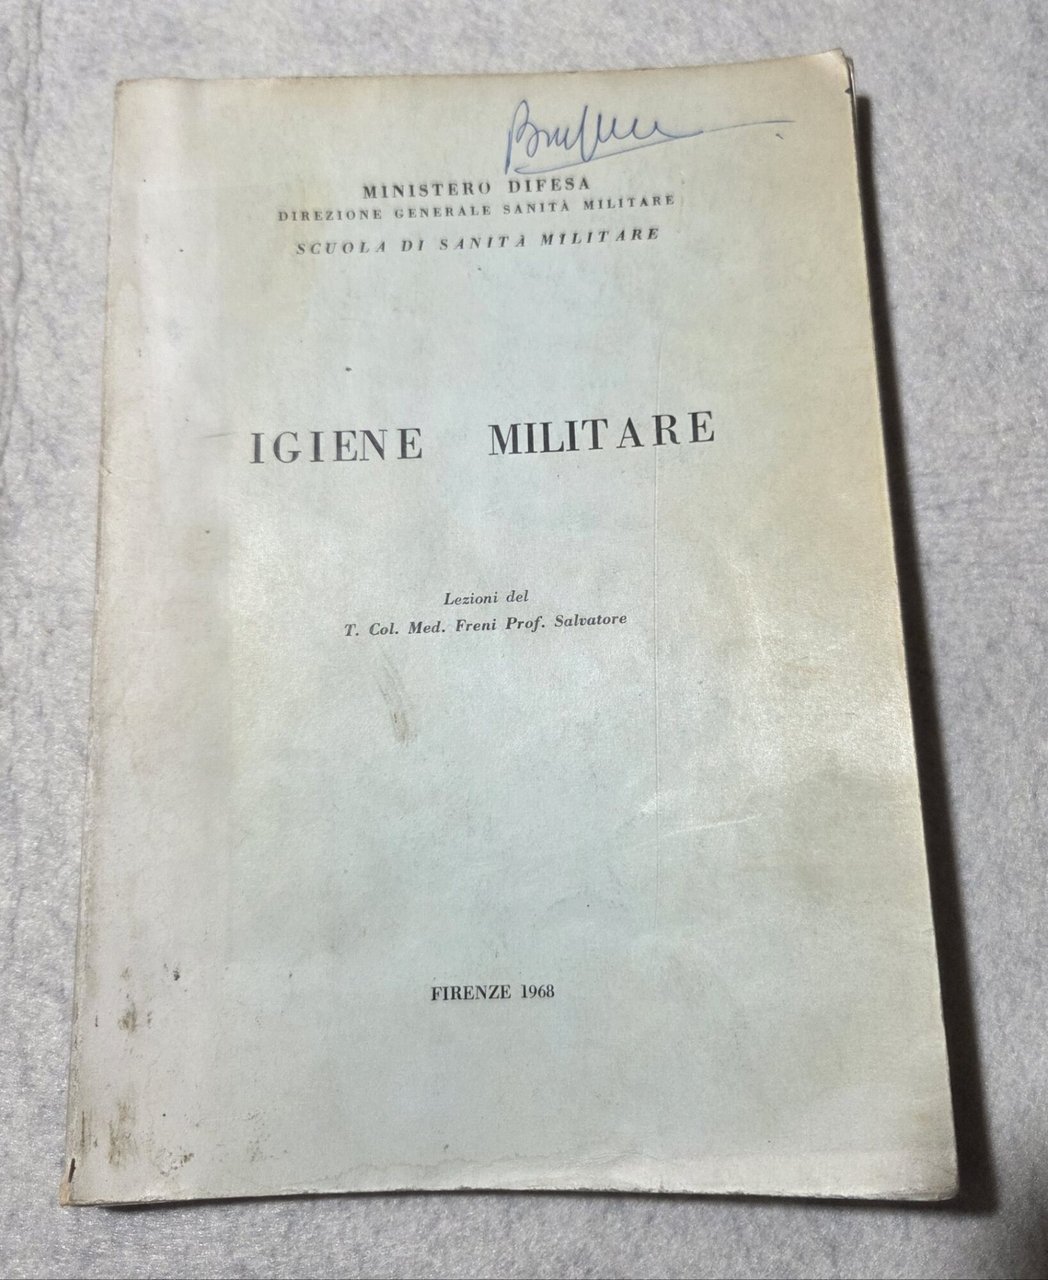 MINISTERO DIFESA
DIREZIONE GENERALE SANITÀ MILITARE
SCUOLA DI SANITÀ MILITARE
IGIENE MILITARE
Lezioni del
T. Col. Med. Freni Prof. Salvatore
FIRENZE 1968